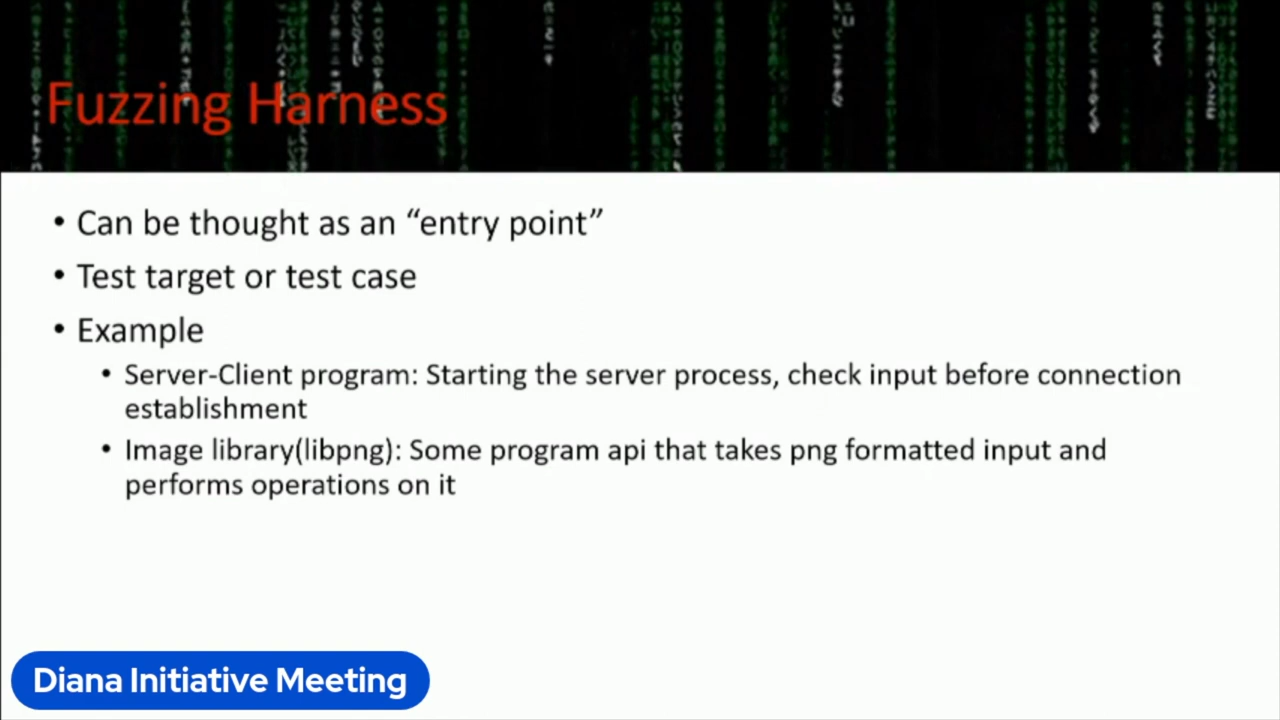 Fuzzing Harness
• Can be thought as an “entry point”
• Test target or test case
• Example
• Server-Client program: Starting the server process, check input before connection
establishment
• Image library(libpng): Some program api that takes png formatted input and
performs operations on it
Diana Initiative Meeting